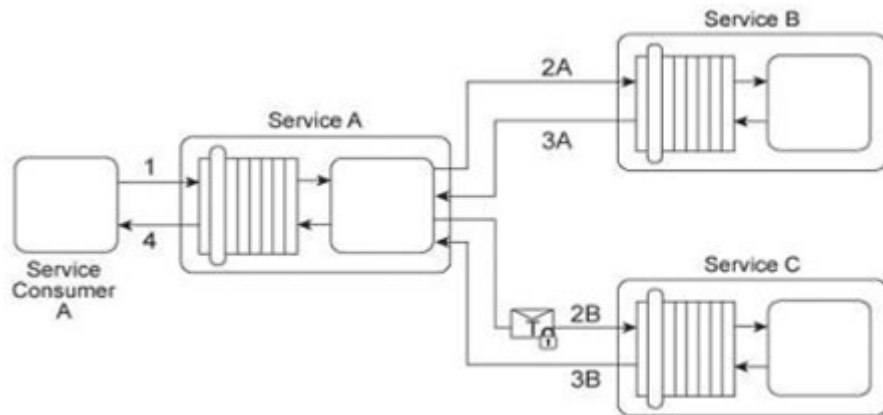 Service B
2A
Service A
3A
1
4
Service
Consumer
A
Service C
T
2B
3B